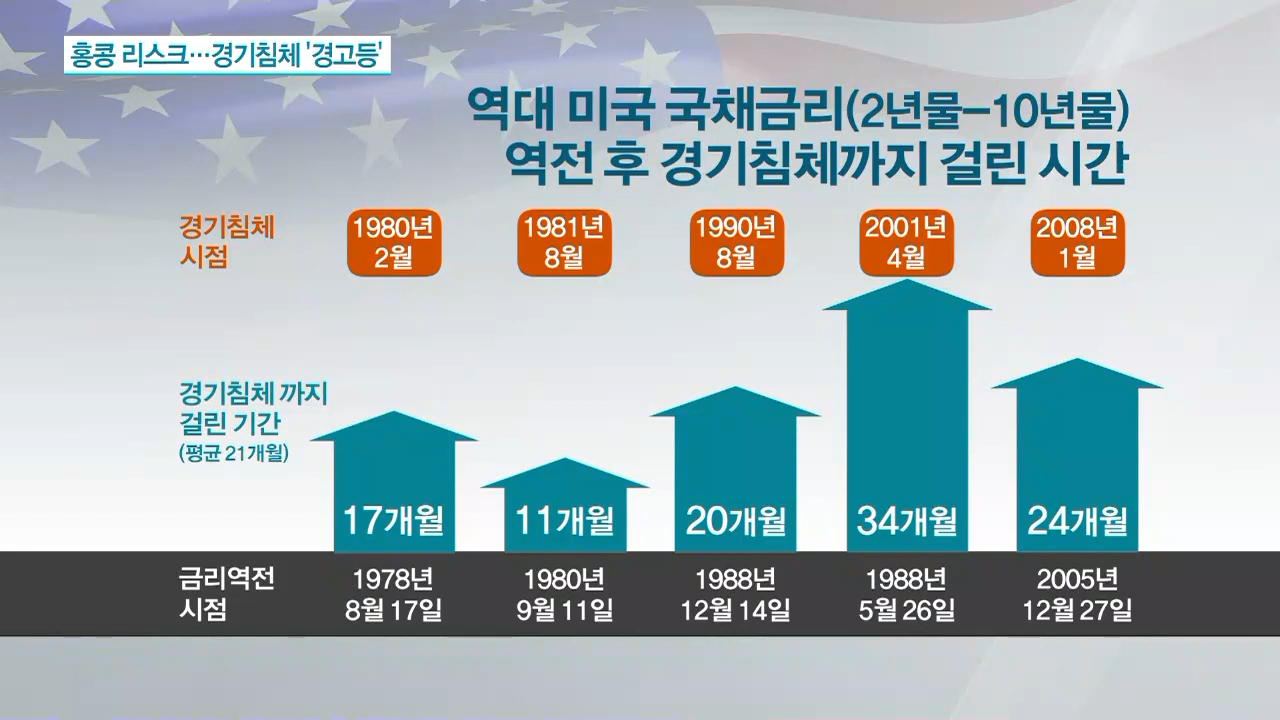 홍콩 리스크…경기침체 '경고등'
역대 미국 국채금리(2년물-10년물)
역전 후 경기침체까지 걸린 시간
경기침체
시점
1980년
2월
1981년
8월
1990년
8월
2001년
4월
2008년
1월
경기침체 까지
걸린 기간
(평균 21개월)
17개월
11개월
20개월
34개월
24개월
금리역전
시점
1978년
8월 17일
1980년
9월 11일
1988년
12월 14일
1988년
5월 26일
2005년
12월 27일